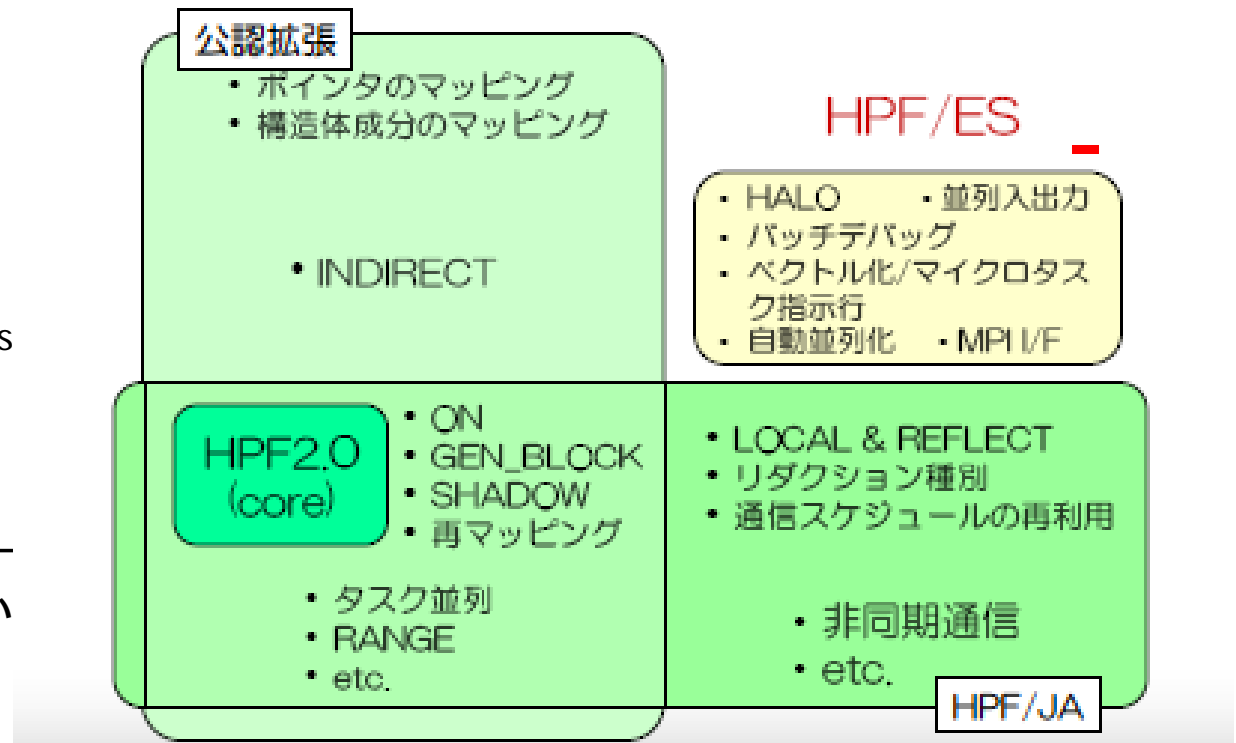 公認拡張
• ポインタのマッピング
• 構造体成分のマッピング
• INDIRECT
HPF/ES
• HALO • 並列入出力
• バッチデバッグ
• ベクトル化/マイクロタス
ク指示行
• 自動並列化 • MPI I/F
s
HPF2.0
(core)
• ON
• GEN_BLOCK
• SHADOW
• 再マッピング
• タスク並列
• RANGE
• etc.
• LOCAL & REFLECT
• リダクション種別
• 通信スケジュールの再利用
• 非同期通信
• etc.
HPF/JA